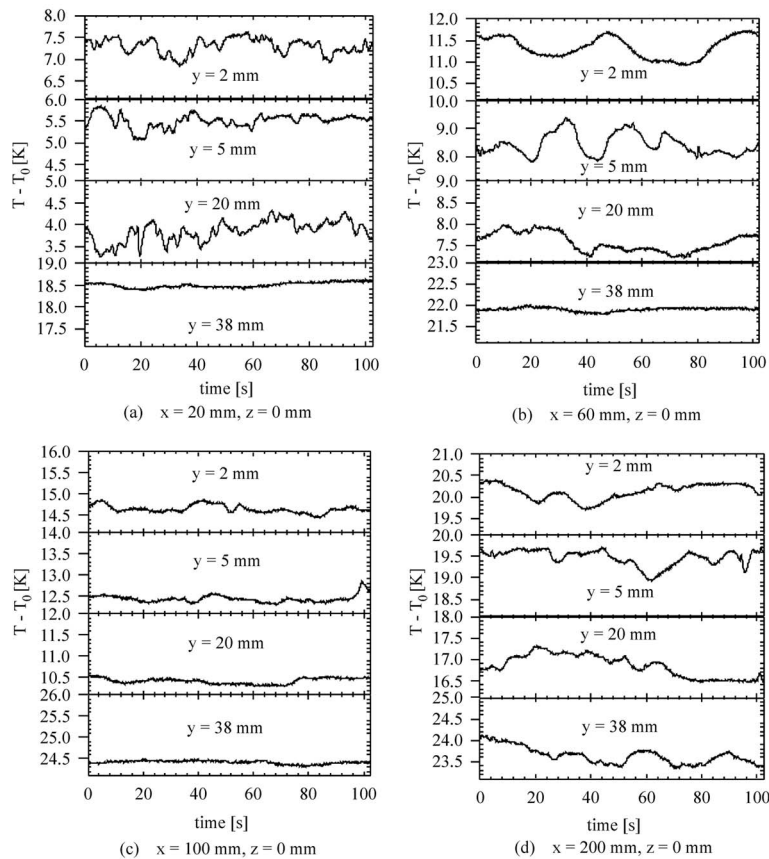 8.0
7.5
7.0
6.5
y = 2 mm
6.0
5.5
5.0
y = 5 mm
5.0
4.5
4.0
3.5
y = 20 mm
19.0
18.5
18.0
17.5
y = 38 mm
T - T0 [K]
0 20 40 60 80 100
time [s]
(a) x = 20 mm, z = 0 mm
12.0
11.5
11.0
10.5
y = 2 mm
10.0
9.0
8.0
y = 5 mm
9.0
8.5
8.0
7.5
y = 20 mm
23.0
22.5
22.0
21.5
y = 38 mm
T - T0 [K]
0 20 40 60 80 100
time [s]
(b) x = 60 mm, z = 0 mm
16.0
15.5
15.0
14.5
y = 2 mm
14.0
13.5
13.0
12.5
y = 5 mm
12.0
11.5
11.0
10.5
y = 20 mm
26.0
25.5
25.0
24.5
y = 38 mm
T - T0 [K]
0 20 40 60 80 100
time [s]
(c) x = 100 mm, z = 0 mm
21.0
20.5
20.0
19.5
y = 2 mm
20.0
19.5
19.0
18.5
y = 5 mm
18.0
17.5
17.0
16.5
y = 20 mm
25.0
24.5
24.0
23.5
y = 38 mm
T - T0 [K]
0 20 40 60 80 100
time [s]
(d) x = 200 mm, z = 0 mm